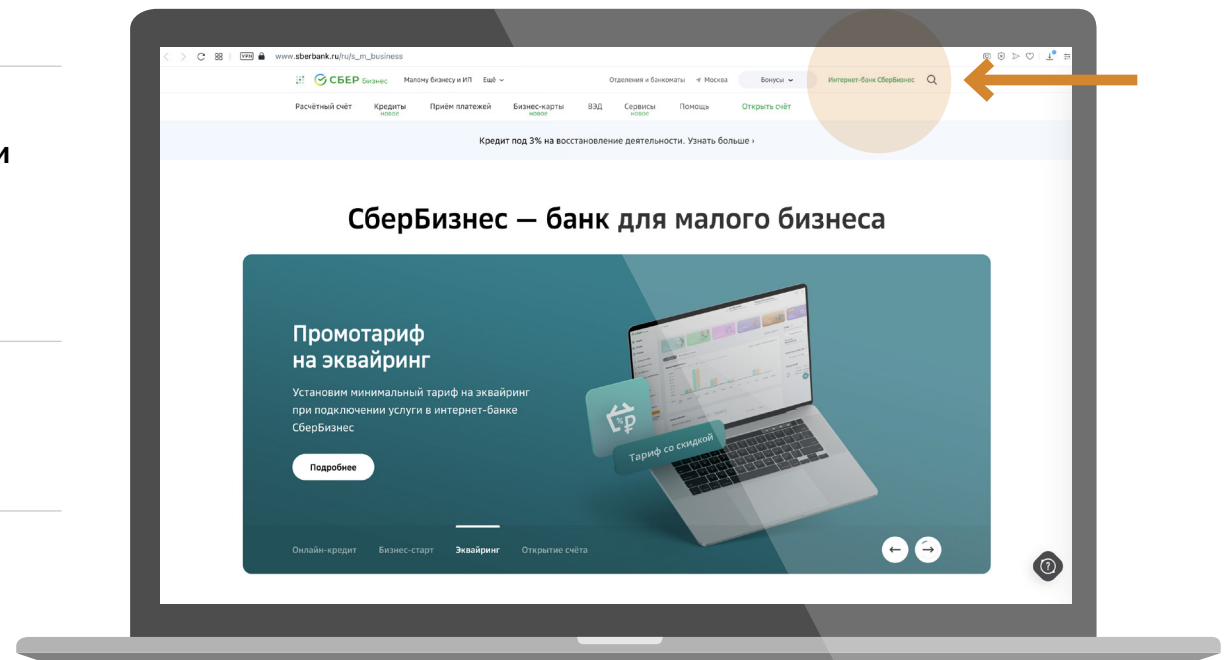 и
VPN www.sberbank.ru/ru/s_m_business
СБЕР Бизнес Малому бизнесу и ИП Ещё Отделения и банкоматы Москва Бонусы Интернет-банк СберБизнес
Расчётный счёт Кредиты Приём платежей Бизнес-карты ВЭД Сервисы Помощь Открыть счёт
новое новое новое
Кредит под 3% на восстановление деятельности. Узнать больше ›
СберБизнес — банк для малого бизнеса
Промотариф
на эквайринг
Установим минимальный тариф на эквайринг
при подключении услуги в интернет-банке
СберБизнес
Подробнее
%₽
Тариф со скидкой
Онлайн-кредит Бизнес-старт Эквайринг Открытие счёта